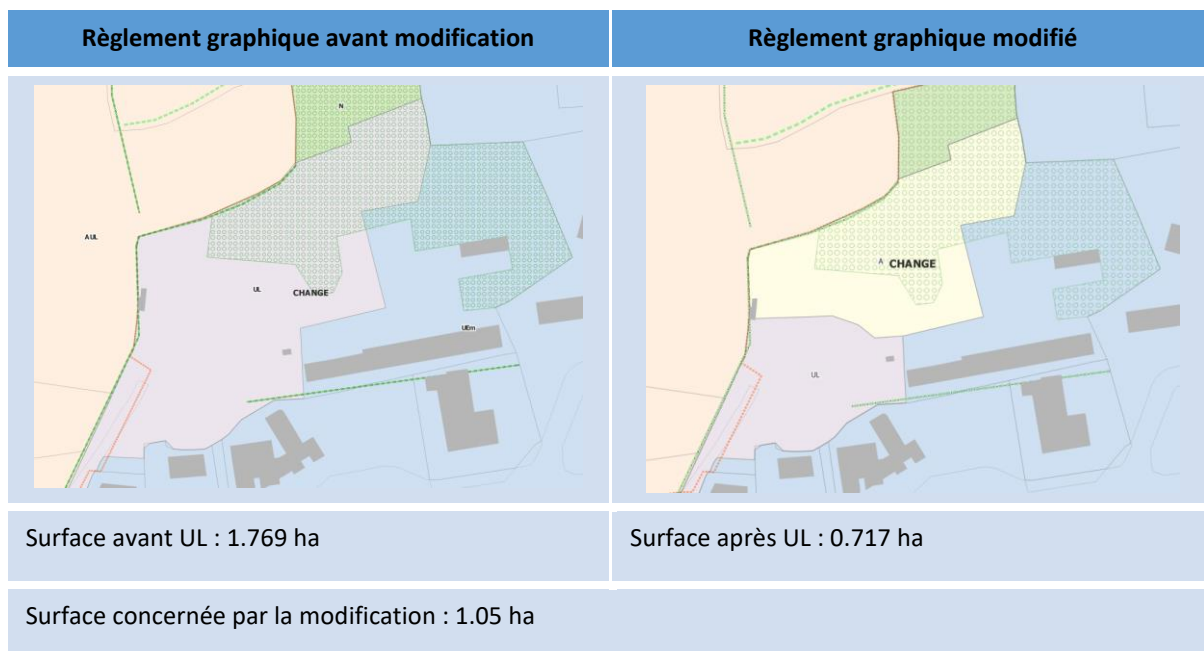 Règlement graphique avant modification
Règlement graphique modifié
N
AUL
UL
CHANGE
UEm
A CHANGE
UL
Surface avant UL : 1.769 ha
Surface après UL : 0.717 ha
Surface concernée par la modification : 1.05 ha